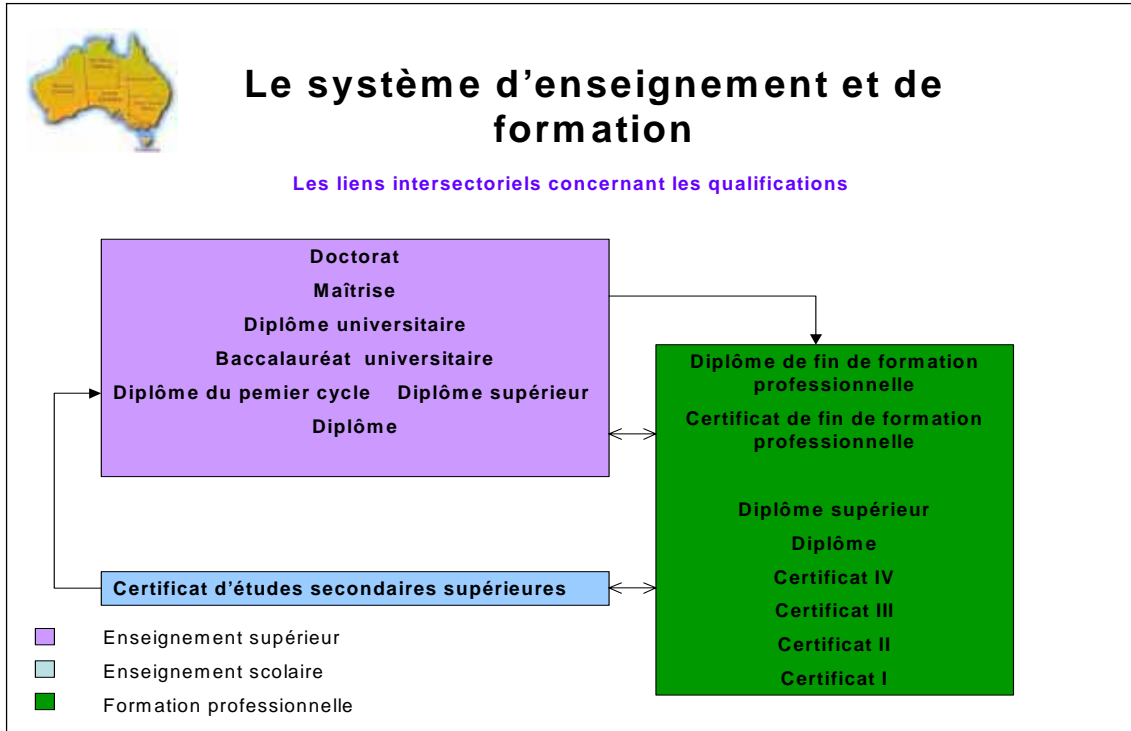 Le système d'enseignement et de
formation
Les liens intersectoriels concernant les qualifications
Doctorat
Maîtrise
Diplôme universitaire
Baccalauréat universitaire
Diplôme du pemier cycle Diplôme supérieur
Diplôme
Diplôme de fin de formation
professionnelle
Certificat de fin de formation
professionnelle
Diplôme supérieur
Diplôme
Certificat IV
Certificat III
Certificat II
Certificat I
Certificat d'études secondaires supérieures
Enseignement supérieur
Enseignement scolaire
Formation professionnelle